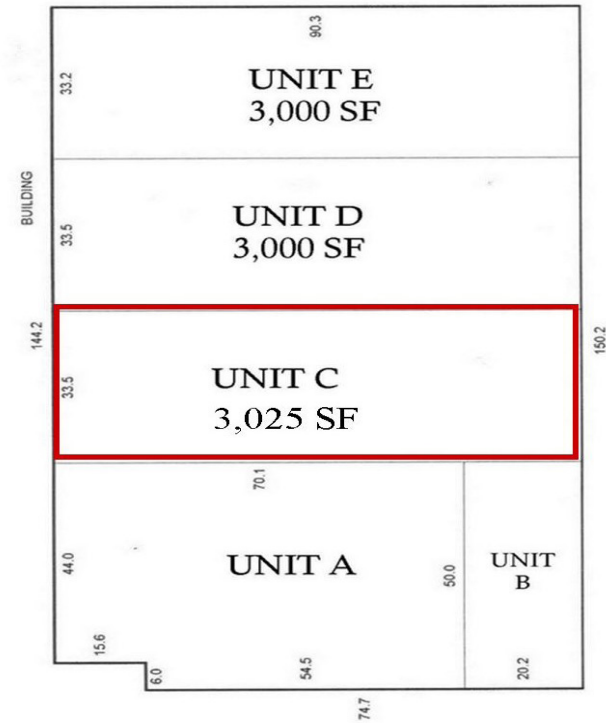 90.3
33.2
UNIT E
3,000 SF
BUILDING
33.5
UNIT D
3,000 SF
144.2
150.2
33.5
UNIT C
3,025 SF
70.1
44.0
UNIT A
50.0
UNIT
B
15.6
6.0
54.5
20.2
74.7